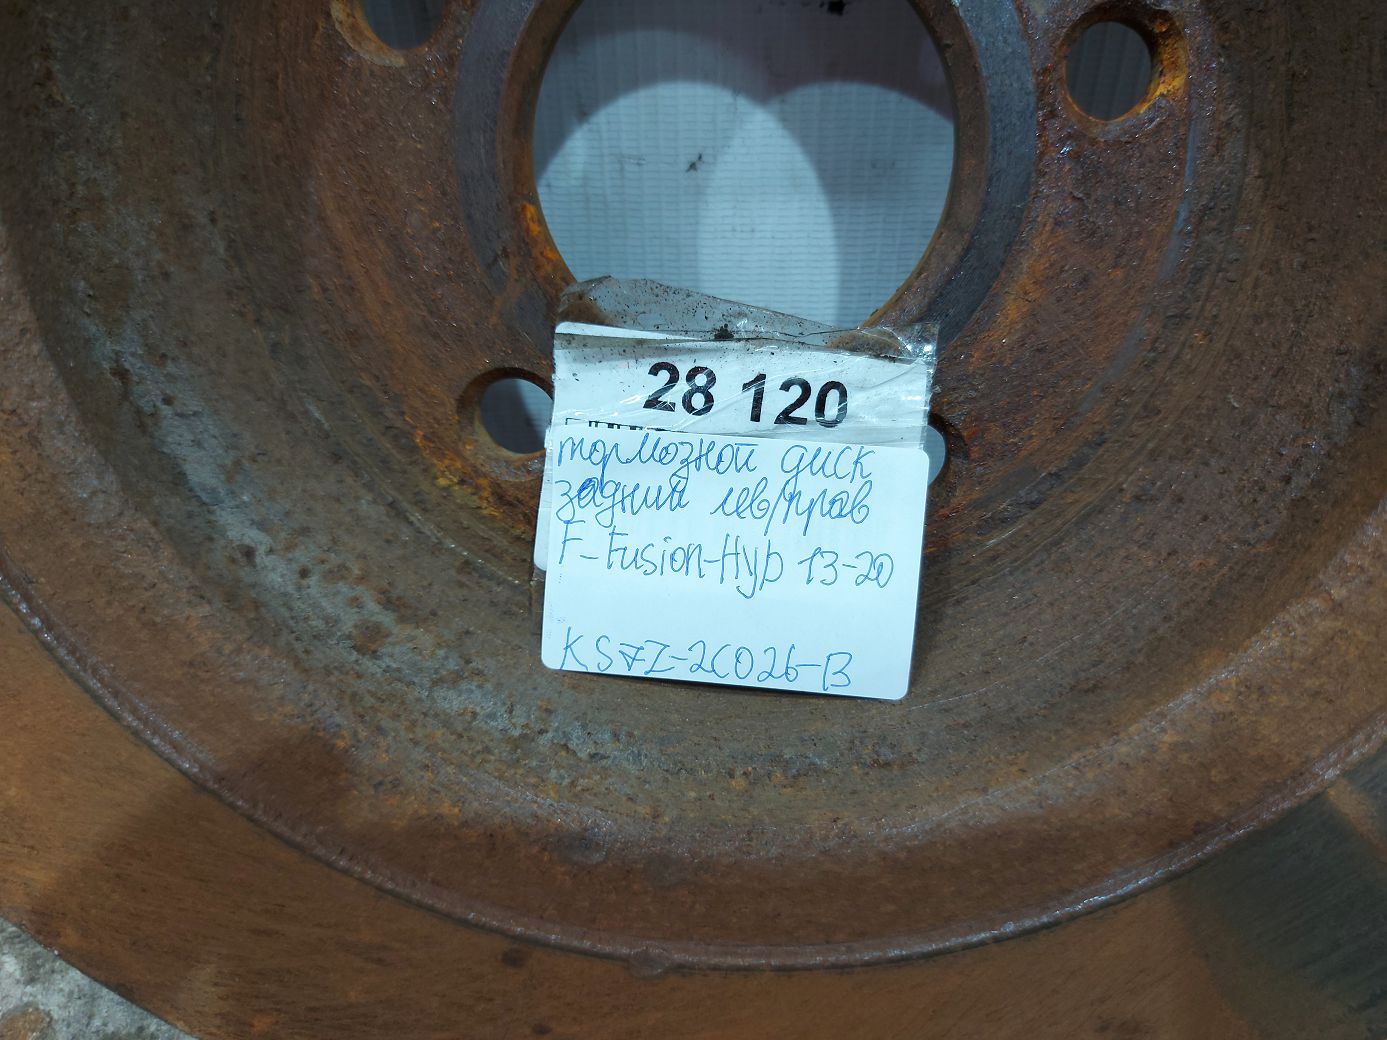 28 120
тормозной диск
задний лев/прав
F-Fusion-Hyb 13-20
KS7Z-2C026-B